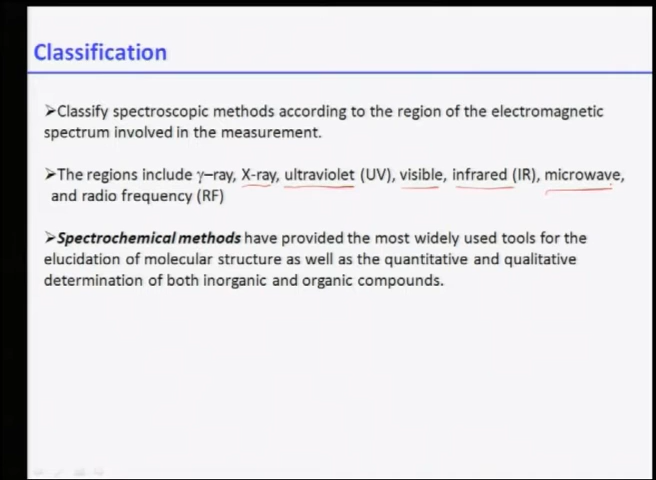 Classification
➢Classify spectroscopic methods according to the region of the electromagnetic
spectrum involved in the measurement.
➢The regions include γ–ray, X-ray, ultraviolet (UV), visible, infrared (IR), microwave,
and radio frequency (RF)
➢Spectrochemical methods have provided the most widely used tools for the
elucidation of molecular structure as well as the quantitative and qualitative
determination of both inorganic and organic compounds.